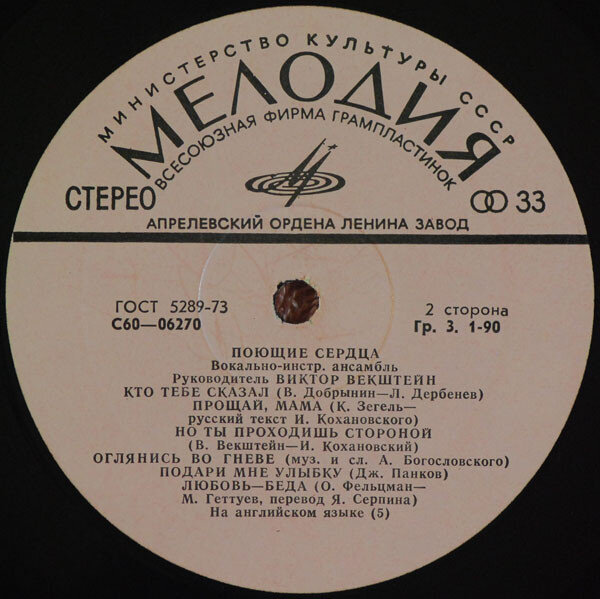 МИНИСТЕРСТВО КУЛЬТУРЫ СССР
МЕЛОДИЯ
ВСЕСОЮЗНАЯ ФИРМА ГРАМПЛАСТИНОК
СТЕРЕО
33
АПРЕЛЕВСКИЙ ОРДЕНА ЛЕНИНА ЗАВОД
ГОСТ 5289-73
С60—06270
2 сторона
Гр. 3. 1-90
ПОЮЩИЕ СЕРДЦА
Вокально-инстр. ансамбль
Руководитель ВИКТОР ВЕКШТЕЙН
КТО ТЕБЕ СКАЗАЛ (В. Добрынин—Л. Дербенев)
ПРОЩАЙ, МАМА (К. Зегель—
русский текст И. Кохановского)
НО ТЫ ПРОХОДИШЬ СТОРОНОЙ
(В. Векштейн—И. Кохановский)
ОГЛЯНИСЬ ВО ГНЕВЕ (муз. и сл. А. Богословского)
ПОДАРИ МНЕ УЛЫБКУ (Дж. Панков)
ЛЮБОВЬ—БЕДА (О. Фельцман—
М. Геттуев, перевод Я. Серпина)
На английском языке (5)